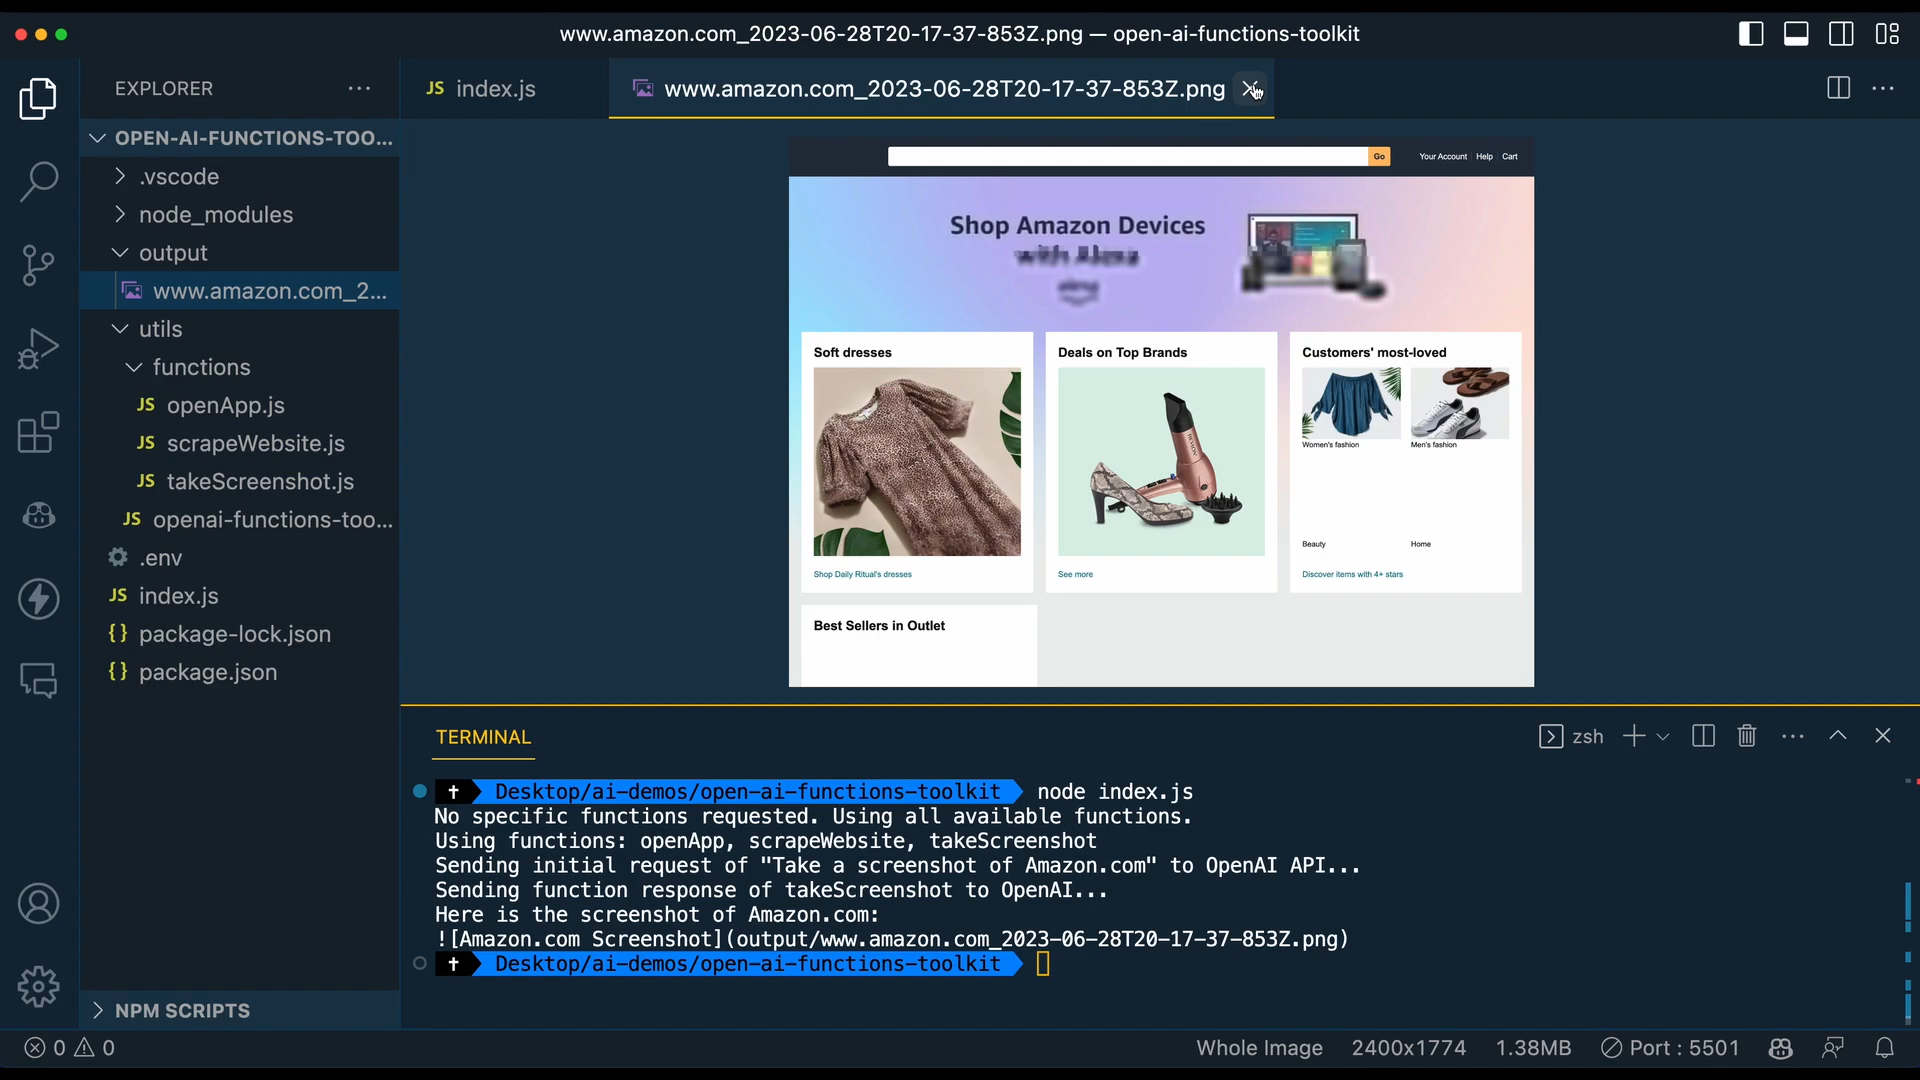 www.amazon.com_2023-06-28T20-17-37-853Z.png — open-ai-functions-toolkit
EXPLORER
JS index.js
www.amazon.com_2023-06-28T20-17-37-853Z.png
OPEN-AI-FUNCTIONS-TOO...
.vscode
node_modules
output
www.amazon.com_2...
utils
functions
JS openApp.js
JS scrapeWebsite.js
JS takeScreenshot.js
JS openai-functions-too...
.env
JS index.js
{} package-lock.json
{} package.json
NPM SCRIPTS
Go
Your Account Help Cart
Shop Amazon Devices
with Alexa
Soft dresses
Shop Daily Ritual's dresses
Deals on Top Brands
REVLON
See more
Customers' most-loved
Women's fashion
Men's fashion
Beauty
Home
Discover items with 4+ stars
Best Sellers in Outlet
TERMINAL
zsh
Desktop/ai-demos/open-ai-functions-toolkit node index.js
No specific functions requested. Using all available functions.
Using functions: openApp, scrapeWebsite, takeScreenshot
Sending initial request of "Take a screenshot of Amazon.com" to OpenAI API...
Sending function response of takeScreenshot to OpenAI...
Here is the screenshot of Amazon.com:
![Amazon.com Screenshot](output/www.amazon.com_2023-06-28T20-17-37-853Z.png)
Desktop/ai-demos/open-ai-functions-toolkit
0 0
Whole Image 2400x1774 1.38MB Port : 5501